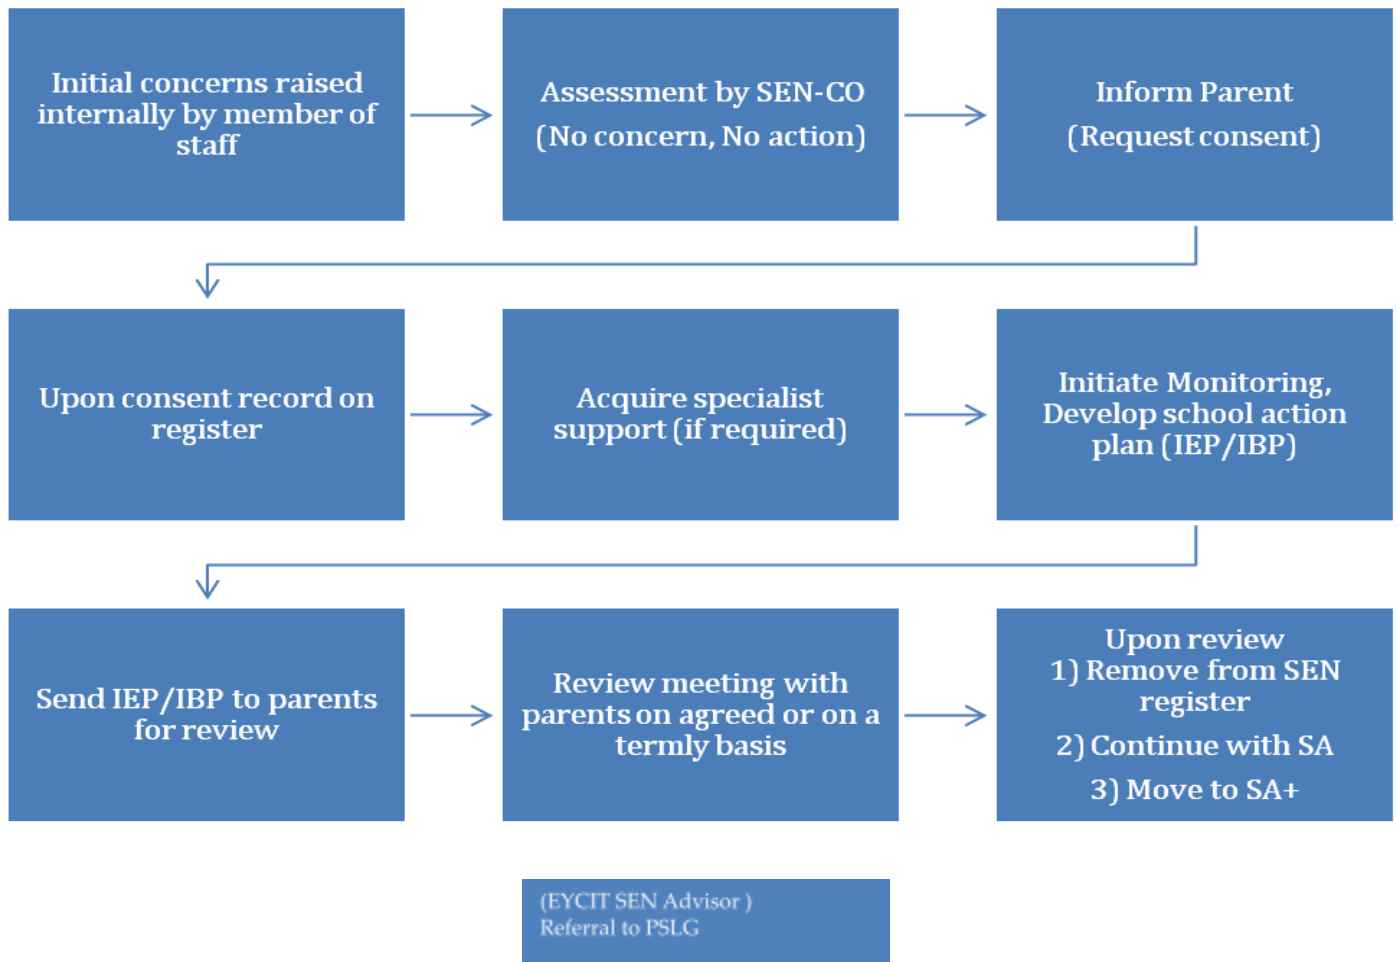 Initial concerns raised
internally by member of
staff
Assessment by SEN-CO
(No concern, No action)
Inform Parent
(Request consent)
Upon consent record on
register
Acquire specialist
support (if required)
Initiate Monitoring,
Develop school action
plan (IEP/IBP)
Send IEP/IBP to parents
for review
Review meeting with
parents on agreed or on a
termly basis
Upon review
1) Remove from SEN
register
2) Continue with SA
3) Move to SA+
(EYCIT SEN Advisor )
Referral to PSLG